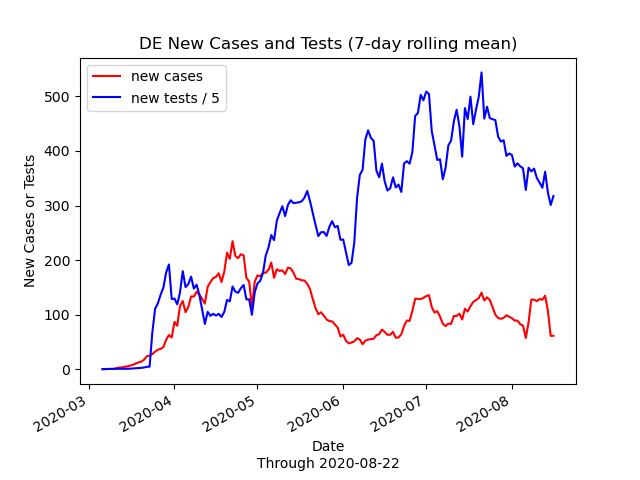 DE New Cases and Tests (7-day rolling mean)
new cases
new tests / 5
New Cases or Tests
500
400
300
200
100
0
2020-03
2020-04
2020-05
2020-06
2020-07
2020-08
Date
Through 2020-08-22